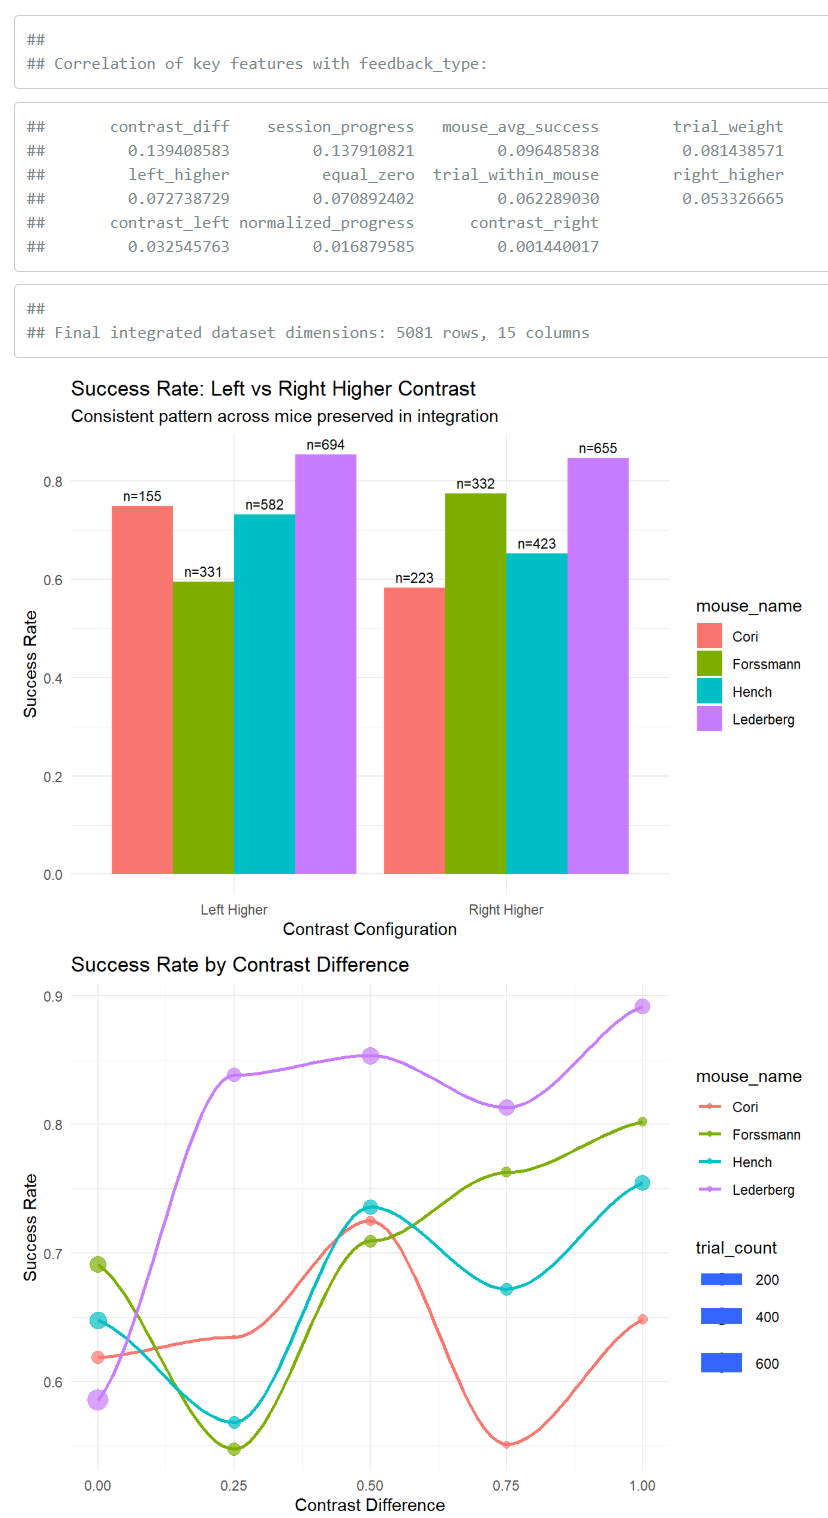 ##
## Correlation of key features with feedback_type:
## contrast_diff session_progress mouse_avg_success trial_weight
## 0.139408583 0.137910821 0.096485838 0.081438571
## left_higher equal_zero trial_within_mouse right_higher
## 0.072738729 0.070892402 0.062289030 0.053326665
## contrast_left normalized_progress contrast_right
## 0.032545763 0.016879585 0.001440017
##
## Final integrated dataset dimensions: 5081 rows, 15 columns
Success Rate: Left vs Right Higher Contrast
Consistent pattern across mice preserved in integration
n=694
n=655
n=155
n=332
n=582
n=423
n=331
n=223
0.8
0.6
0.4
0.2
0.0
Success Rate
Left Higher
Right Higher
Contrast Configuration
mouse_name
Cori
Forssmann
Hench
Lederberg
Success Rate by Contrast Difference
0.9
0.8
0.7
0.6
Success Rate
0.00
0.25
0.50
0.75
1.00
Contrast Difference
mouse_name
Cori
Forssmann
Hench
Lederberg
trial_count
200
400
600